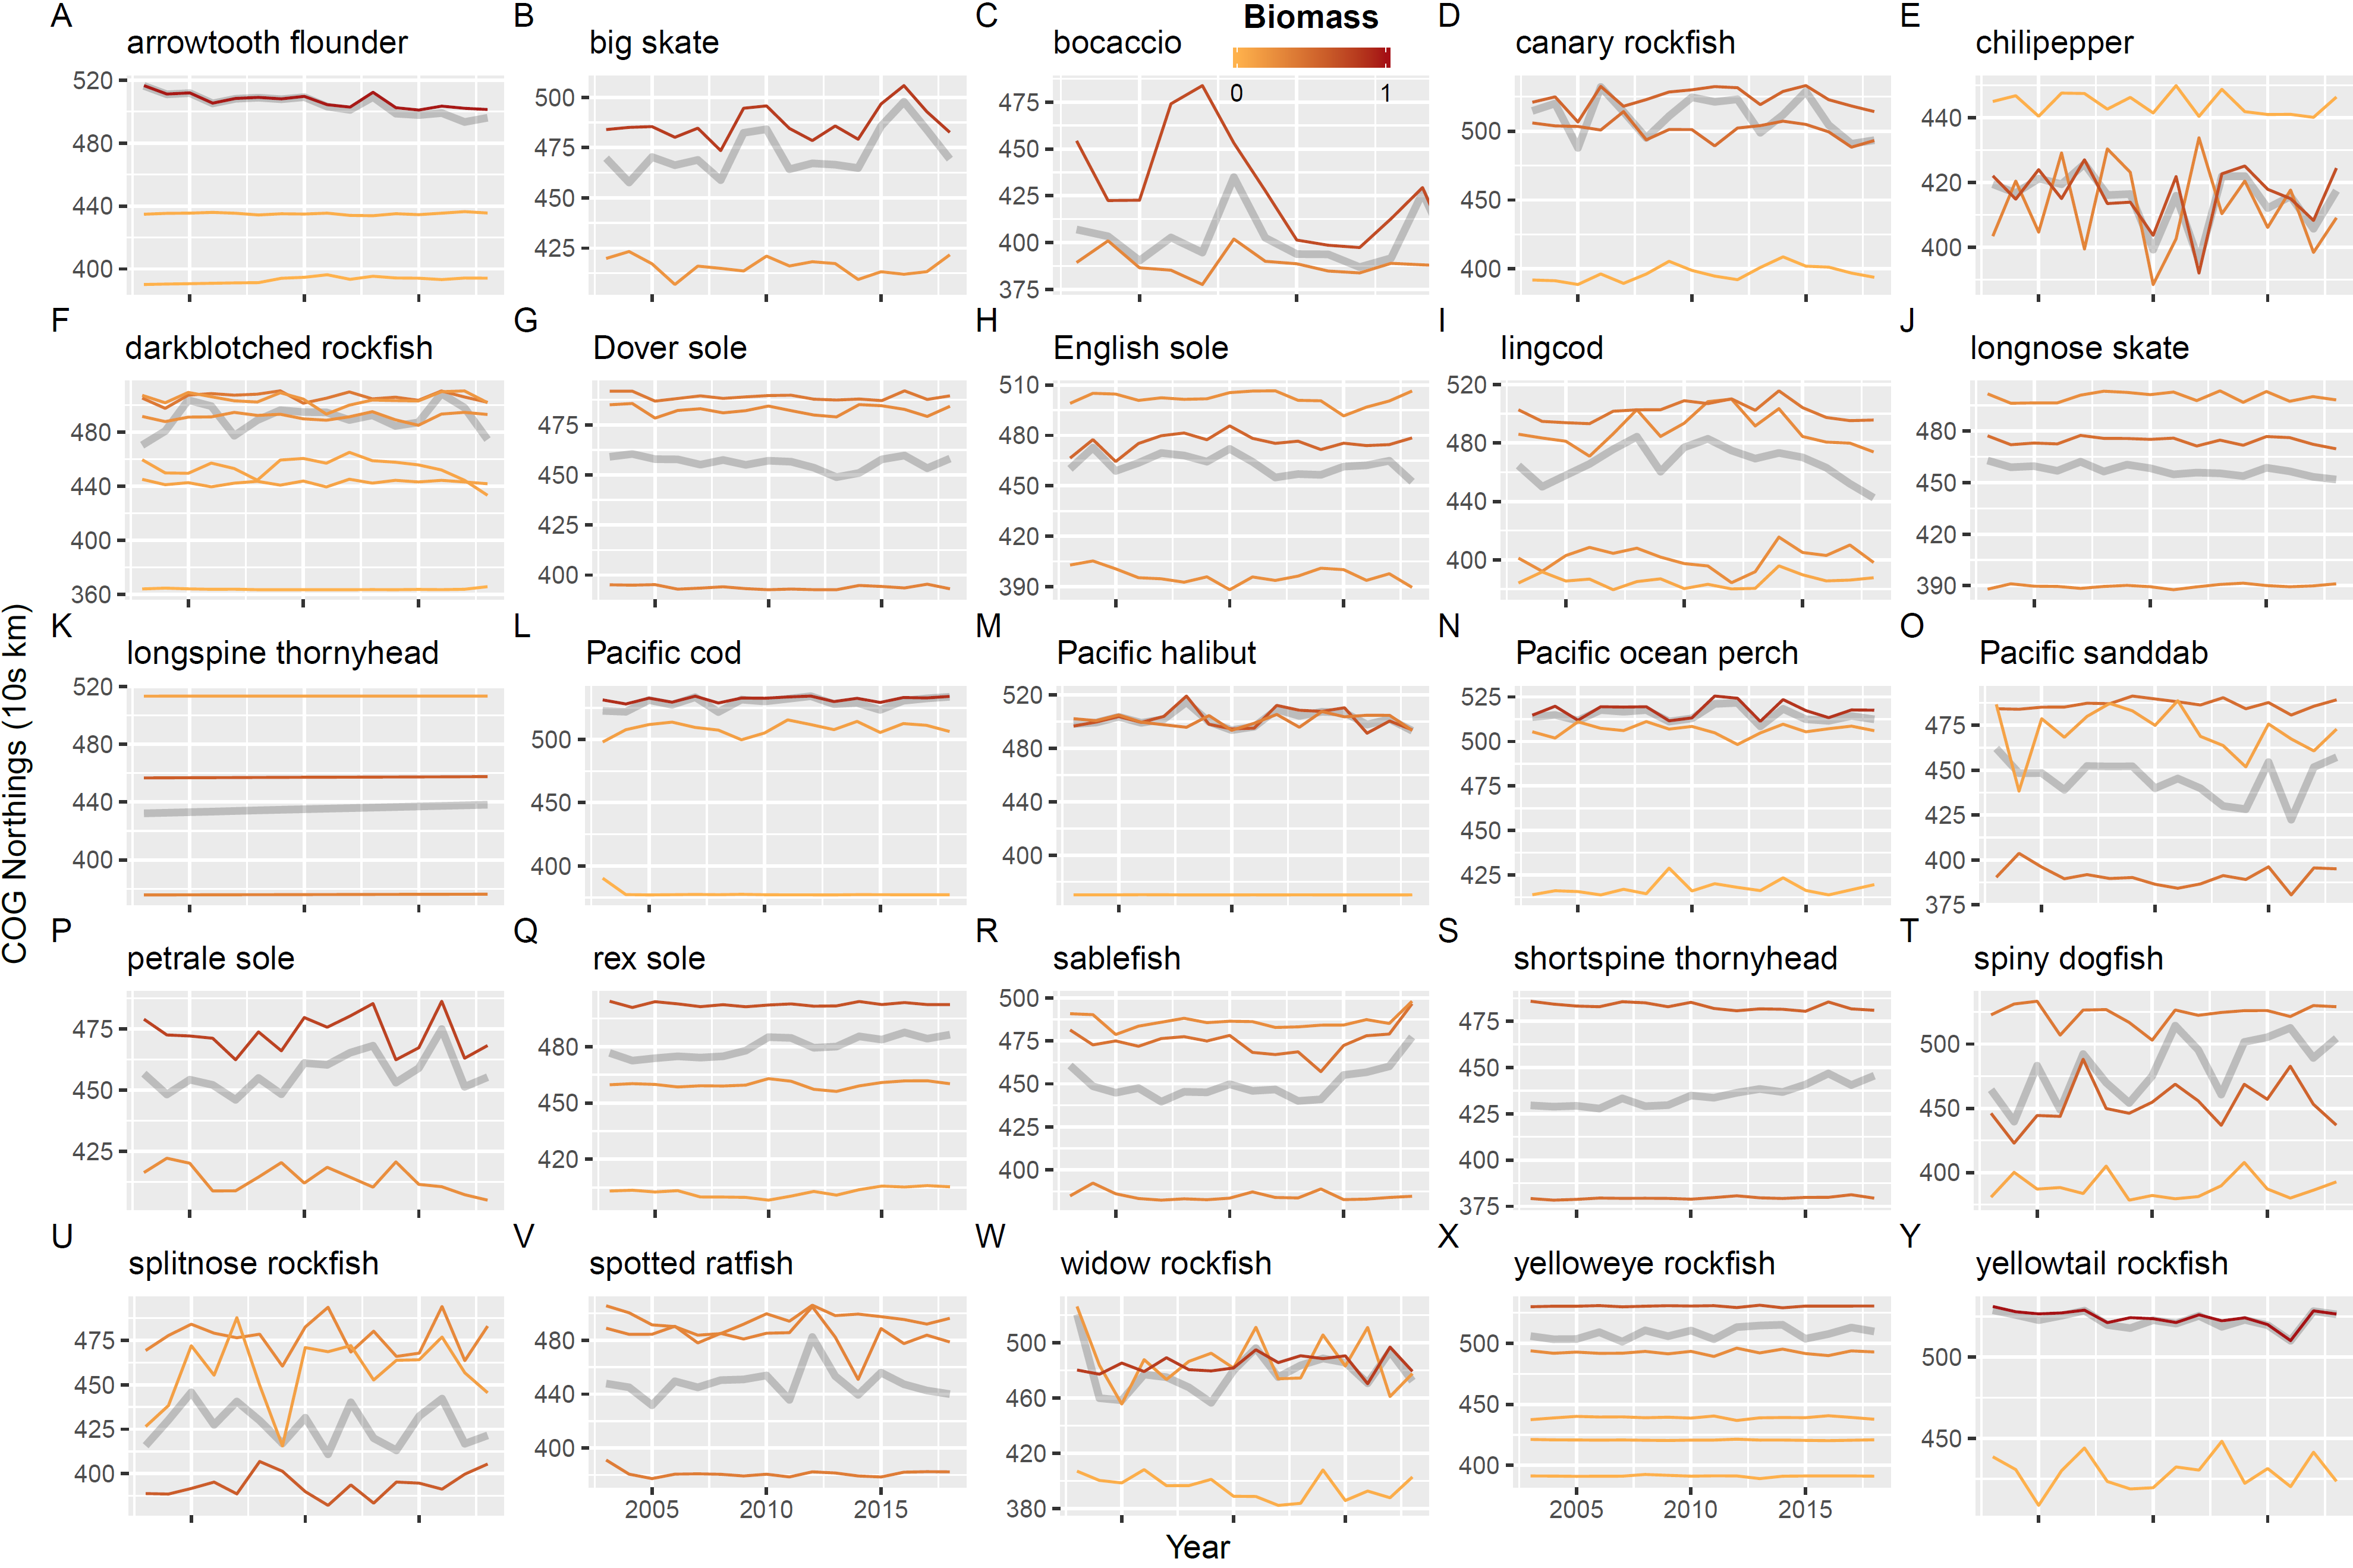 A B C Biomass D E
arrowtooth flounder big skate bocaccio canary rockfish chilipepper
0 1
520 480 440 400
500 475 450 425
475 450 425 400 375
500 450 400
440 420 400
F G H I J
darkblotched rockfish Dover sole English sole lingcod longnose skate
480 440 400 360
475 450 425 400
510 480 450 420 390
520 480 440 400
480 450 420 390
K L M N O
longspine thornyhead Pacific cod Pacific halibut Pacific ocean perch Pacific sanddab
520 480 440 400
500 450 400
520 480 440 400
525 500 475 450 425
475 450 425 400 375
COG Northings (10s km)
P Q R S T
petrale sole rex sole sablefish shortspine thornyhead spiny dogfish
475 450 425
480 450 420
500 475 450 425 400
475 450 425 400 375
500 450 400
U V W X Y
splitnose rockfish spotted ratfish widow rockfish yelloweye rockfish yellowtail rockfish
475 450 425 400
480 440 400
500 460 420 380
500 450 400
500 450
2005 2010 2015 2005 2010 2015
Year